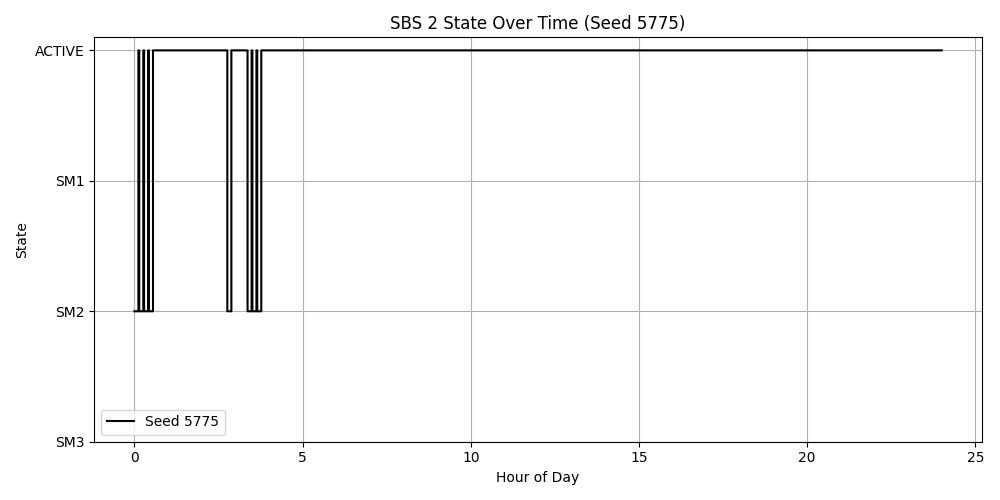 SBS 2 State Over Time (Seed 5775)
ACTIVE
SM1
SM2
SM3
State
Seed 5775
0 5 10 15 20 25
Hour of Day